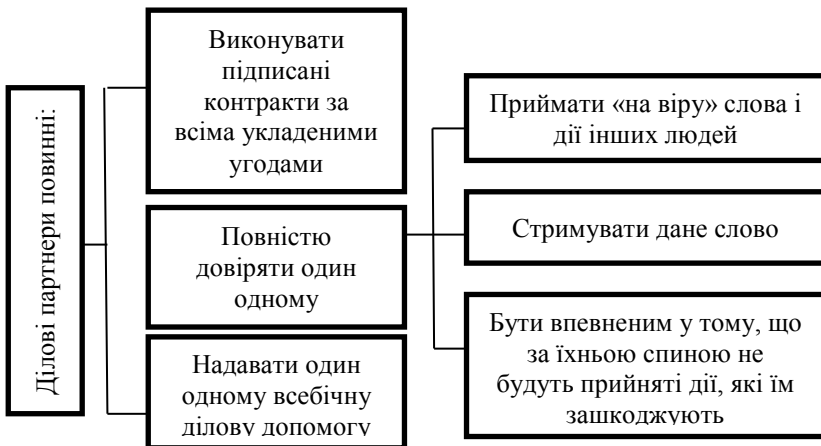 Ділові партнери повинні:
Виконувати
підписані
контракти за
всіма укладеними
угодами
Повністю
довіряти один
одному
Надавати один
одному всебічну
ділову допомогу
Приймати «на віру» слова і
дії інших людей
Стримувати дане слово
Бути впевненим у тому, що
за їхньою спиною не
будуть прийняті дії, які їм
зашкоджують